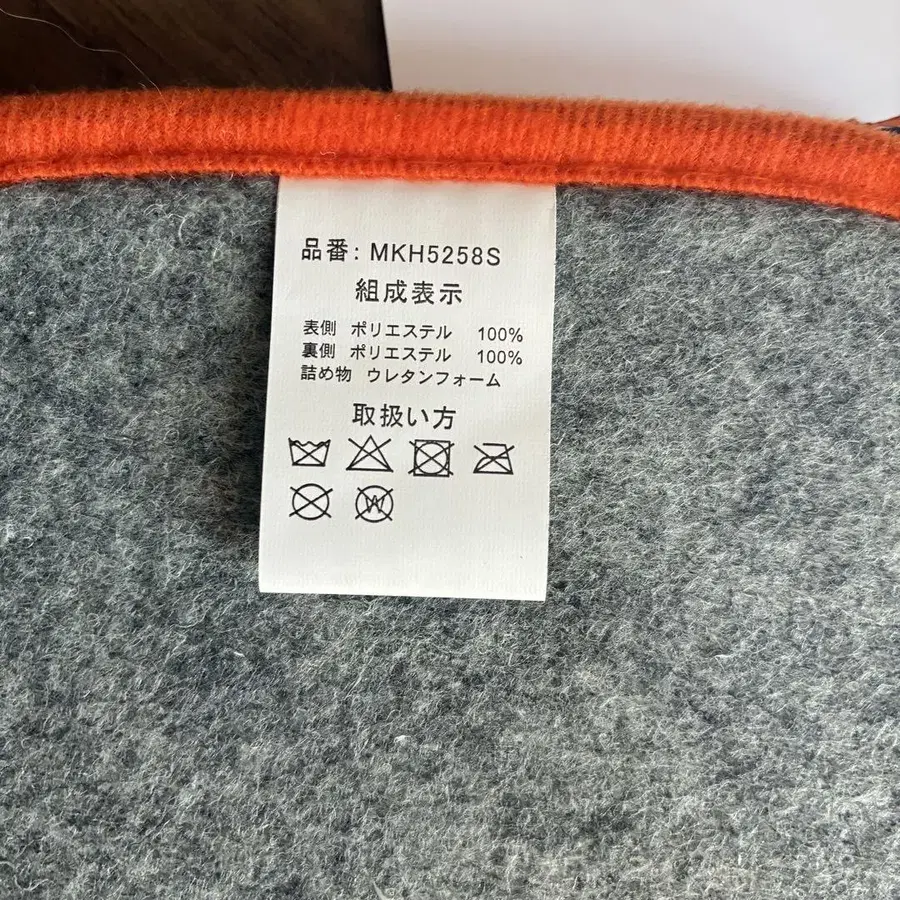 品番: MKH5258S
組成表示
表側 ポリエステル 100%
裏側 ポリエステル 100%
詰め物 ウレタンフォーム
取扱い方
W